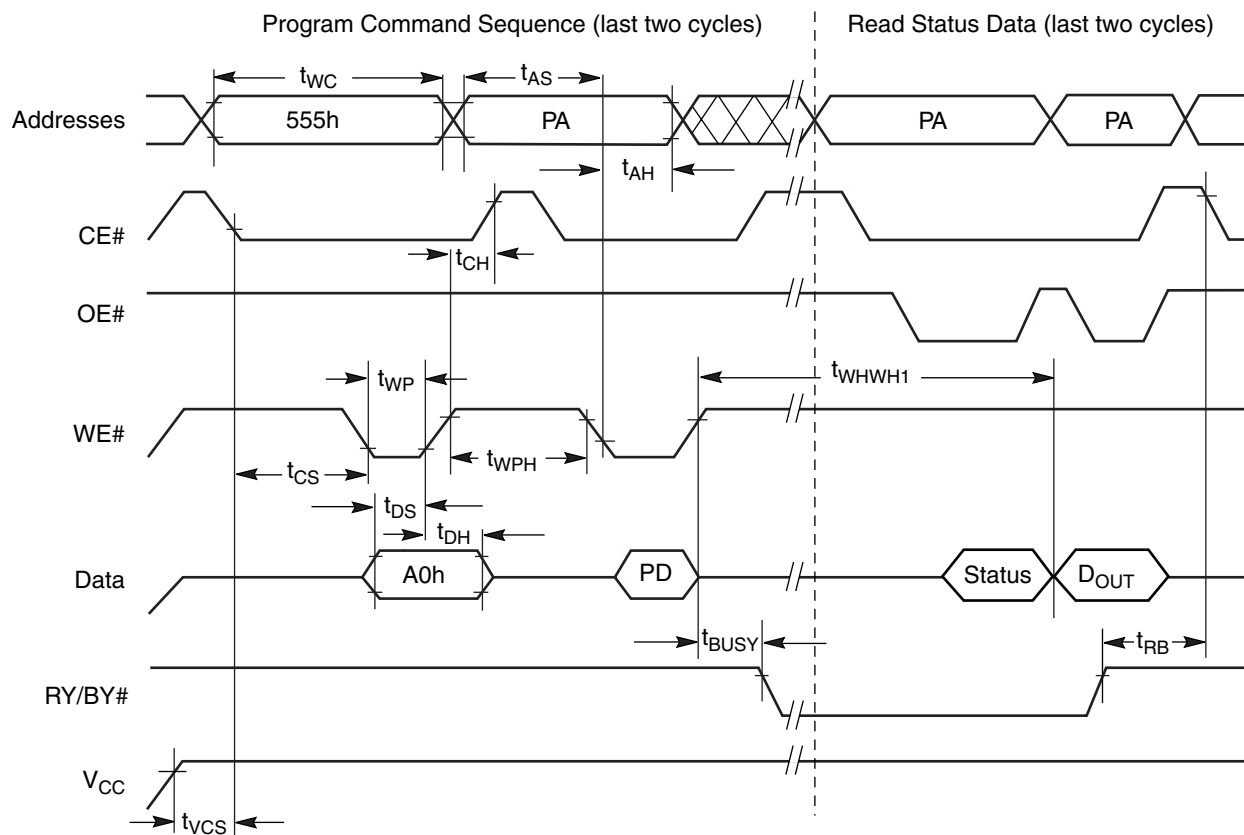 Program Command Sequence (last two cycles)
Read Status Data (last two cycles)
tWC
tAS
Addresses
555h
PA
PA
PA
tAH
CE#
tCH
OE#
tWP
tWHWH1
WE#
tCS
tWPH
tDS
tDH
Data
A0h
PD
Status
DOUT
tBUSY
tRB
RY/BY#
VCC
tVCS